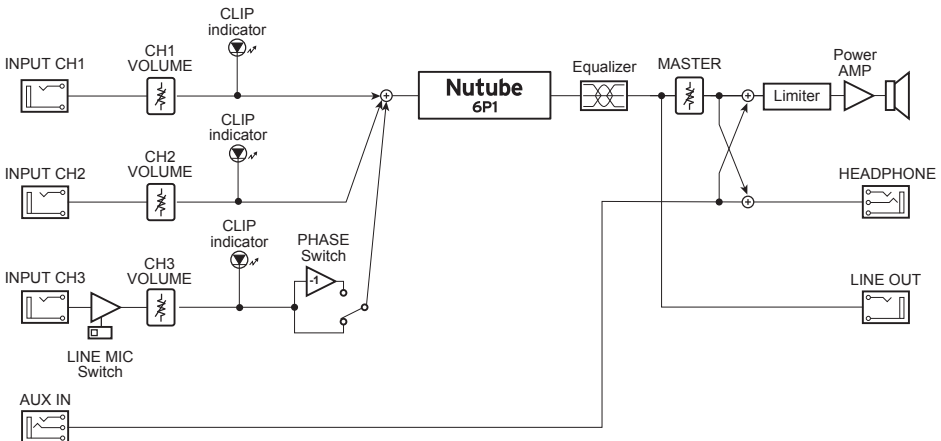 CLIP
indicator
INPUT CH1
CH1
VOLUME
Nutube
6P1
Equalizer
MASTER
Limiter
Power
AMP
CLIP
indicator
INPUT CH2
CH2
VOLUME
HEADPHONE
CLIP
indicator
INPUT CH3
CH3
VOLUME
PHASE
Switch
-1
LINE OUT
LINE MIC
Switch
AUX IN